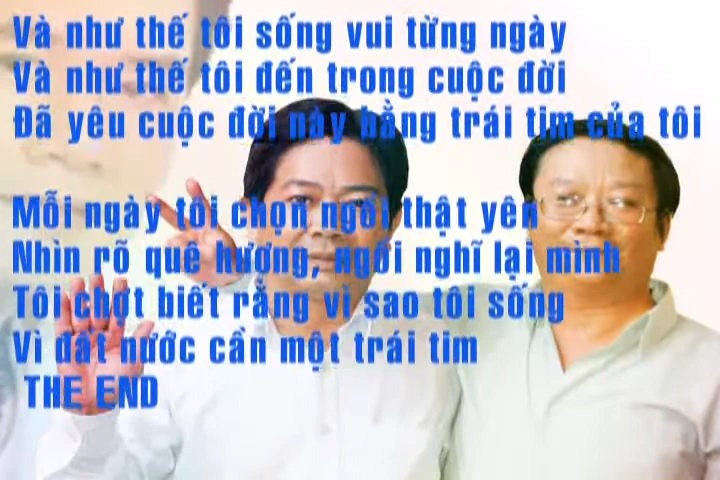 Và như thế tôi sống vui từng ngày
Và như thế tôi đến trong cuộc đời
Đã yêu cuộc đời này bằng trái tim của tôi
Mỗi ngày tôi chọn ngồi thật yên
Nhìn rõ quê hương, ngồi nghĩ lại mình
Tôi chợt biết rằng vì sao tôi sống
Vì đất nước cần một trái tim
THE END